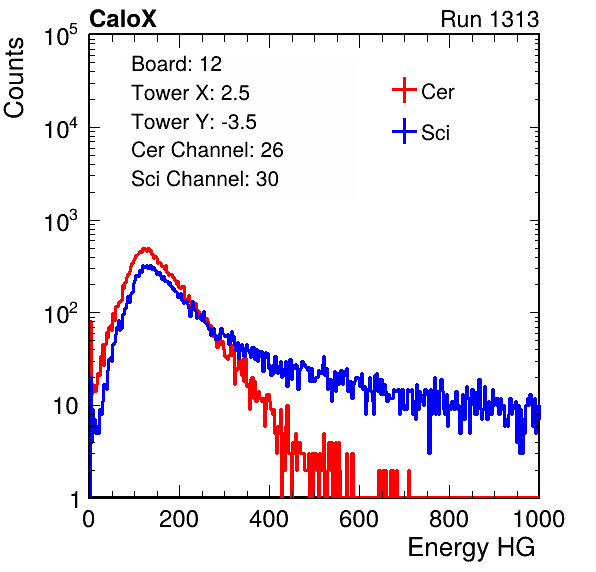 CaloX Run 1313
Counts
Board: 12
Tower X: 2.5
Tower Y: -3.5
Cer Channel: 26
Sci Channel: 30
Cer
Sci
10^5
10^4
10^3
10^2
10
1
0 200 400 600 800 1000
Energy HG